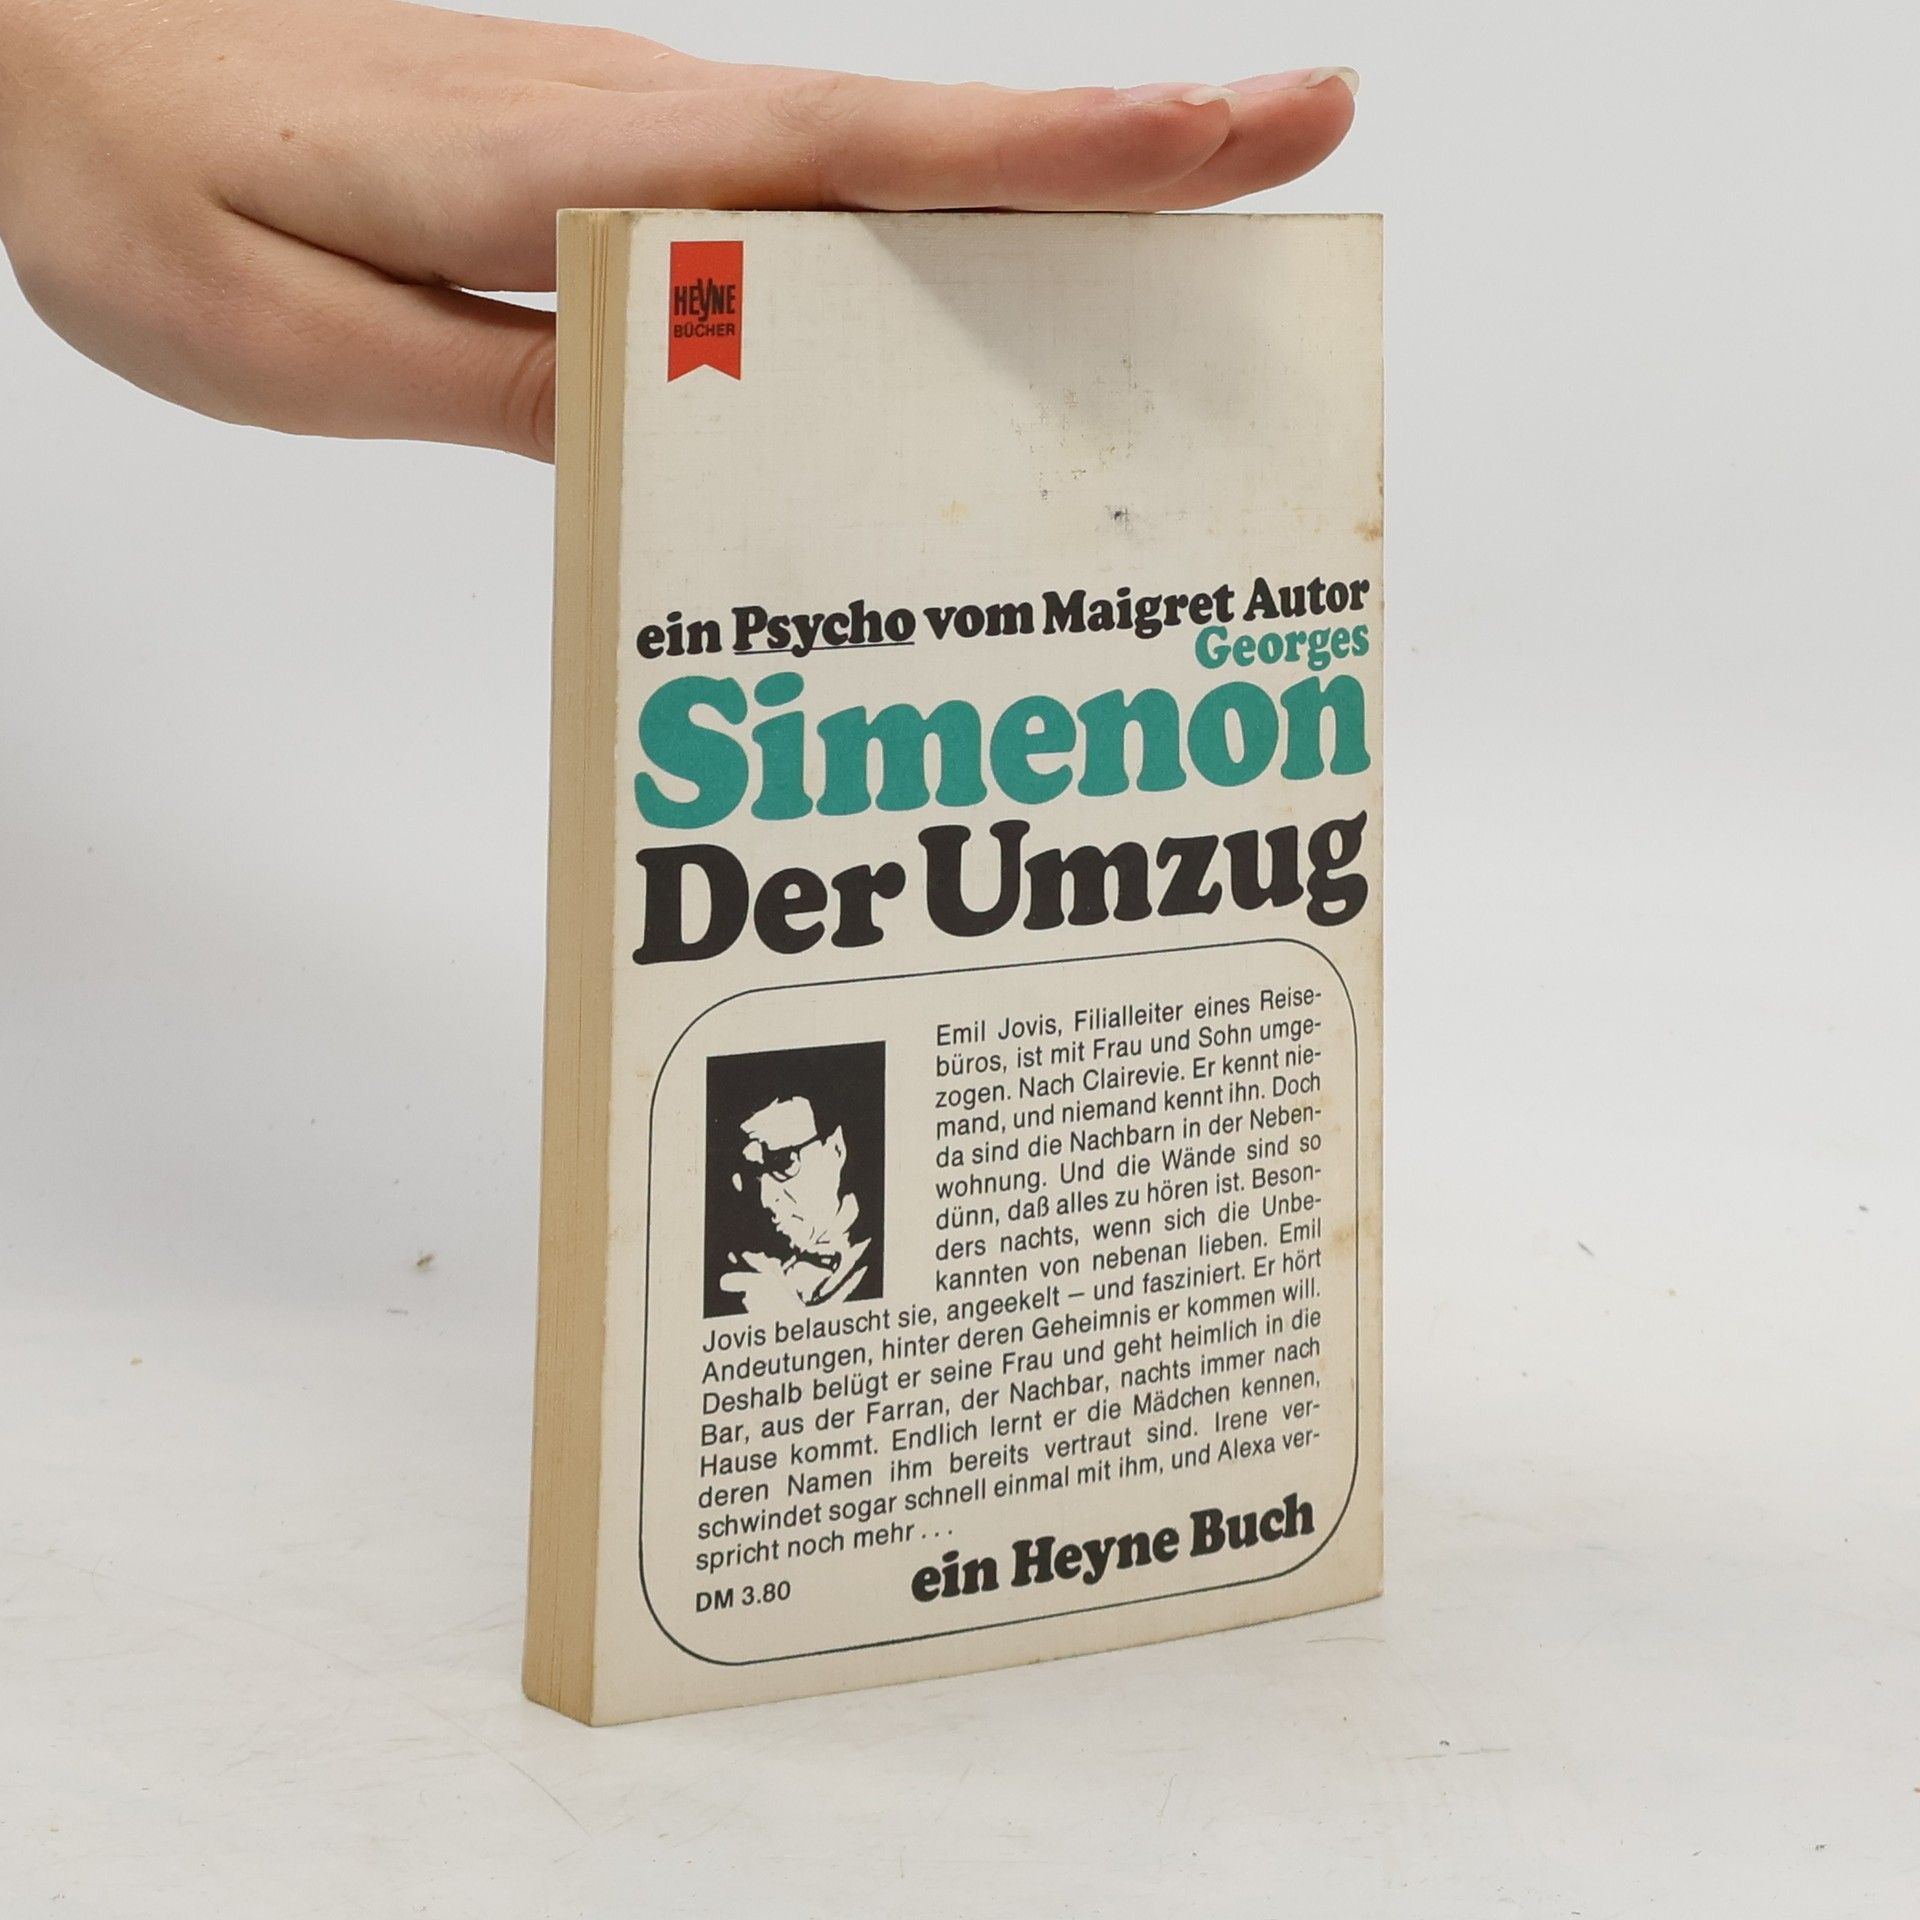 HEYNE
BÜCHER
ein Psycho vom Maigret Autor
Georges
Simenon
Der Umzug
Emil Jovis, Filialleiter eines Reise-
büros, ist mit Frau und Sohn umge-
zogen. Nach Clairevie. Er kennt nie-
mand, und niemand kennt ihn. Doch
da sind die Nachbarn in der Neben-
wohnung. Und die Wände sind so
dünn, daß alles zu hören ist. Beson-
ders nachts, wenn sich die Unbe-
kannten von nebenan lieben. Emil
Jovis belauscht sie, angeekelt – und fasziniert. Er hört
Andeutungen, hinter deren Geheimnis er kommen will.
Deshalb belügt er seine Frau und geht heimlich in die
Bar, aus der Farran, der Nachbar, nachts immer nach
Hause kommt. Endlich lernt er die Mädchen kennen,
deren Namen ihm bereits vertraut sind. Irene ver-
schwindet sogar schnell einmal mit ihm, und Alexa ver-
spricht noch mehr . . .
DM 3.80
ein Heyne Buch